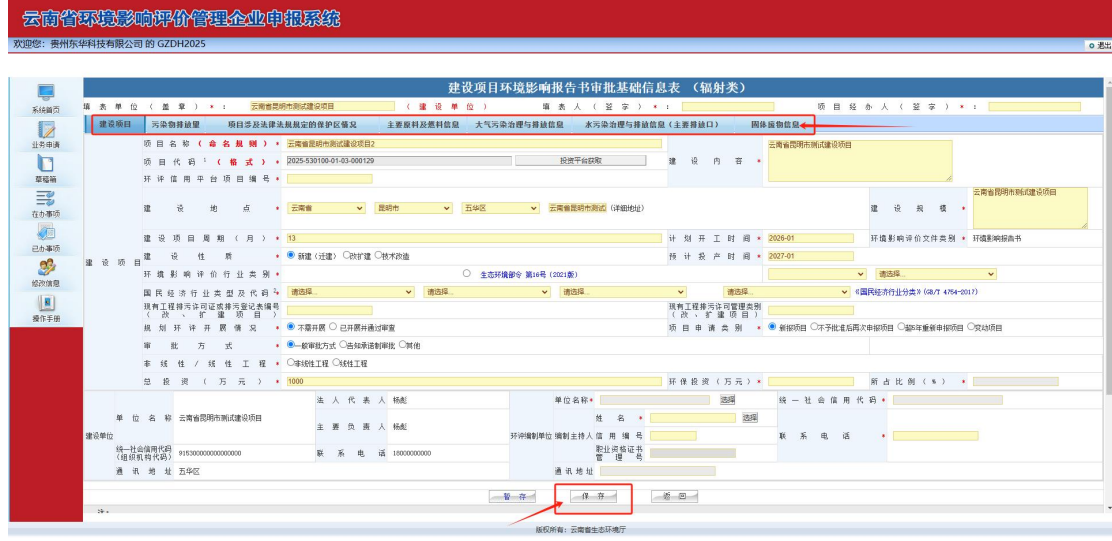 云南省环境影响评价管理企业申报系统
欢迎您: 贵州东华科技有限公司 的 GZDH2025
退出
建设项目环境影响报告书审批基础信息表 (辐射类)
填表单位(盖章)*: 云南省昆明市测试建设项目 (建设单位) 填表人(签字)*: 项目经办人(签字)*:
系统首页
业务申请
草稿箱
在办事项
已办事项
修改信息
操作手册
建设项目 污染物排放量 项目涉及法律法规规定的保护区情况 主要原料及燃料信息 大气污染治理与排放信息 水污染治理与排放信息(主要排放口) 固体废物信息
项目名称(命名规则)* 云南省昆明市测试建设项目2
项目代码1(格式)* 2025-530100-01-03-000129 投资平台获取
建设内容* 云南省昆明市测试建设项目
环评信用平台项目编号*
建设地点* 云南省 昆明市 五华区 云南省昆明市测试 (详细地址)
建设规模* 云南省昆明市测试建设项目
建设项目周期(月)* 13 计划开工时间* 2026-01 环境影响评价文件类别* 环境影响报告书
建设项目
建设性质* 新建(迁建) 改扩建 技术改造 预计投产时间* 2027-01
环境影响评价行业类别* 生态环境部令 第16号 (2021版) 请选择...
国民经济行业类型及代码2* 请选择... 请选择... 请选择... 请选择... 《国民经济行业分类》(GB/T 4754-2017)
现有工程排污许可证或排污登记表编号(改、扩建项目) 现有工程排污许可管理类别(改、扩建项目)
规划环评开展情况* 不需开展 已开展并通过审查 项目申请类别* 新报项目 不予批准后再次申报项目 超5年重新申报项目 变动项目
审批方式* 一般审批方式 告知承诺制审批 其他
非线性/线性工程* 非线性工程 线性工程
总投资(万元)* 1000 环保投资(万元)* 所占比例(%)*
建设单位
单位名称 云南省昆明市测试建设项目 法人代表人 杨彪
主要负责人 杨彪
统一社会信用代码(组织机构代码) 915300000000000000 联系电话 18000000000
通讯地址 五华区
环评编制单位
单位名称* 选择 统一社会信用代码*
编制主持人 姓名* 选择 联系电话*
信用编号
职业资格证书管理号
通讯地址
暂存 保存 返回
注:
版权所有: 云南省生态环境厅